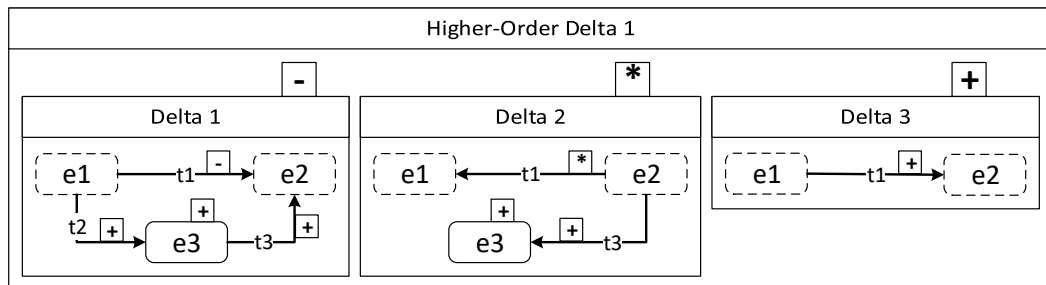 Higher-Order Delta 1
- * +
Delta 1 Delta 2 Delta 3
e1 - t1 e2 e1 * t1 e2 e1 + t1 e2
t2 + + e3 t3 + + e3 + t3